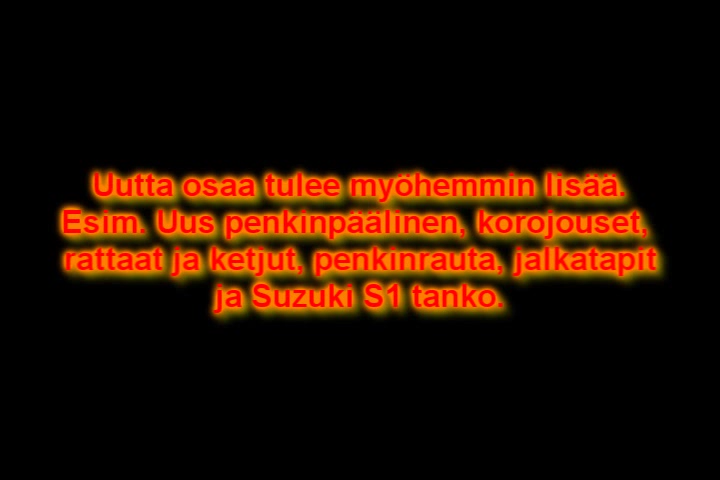 Uutta osaa tulee myöhemmin lisää.
Esim. Uus penkinpäälinen, korojouset,
rattaat ja ketjut, penkinrauta, jalkatapit
ja Suzuki S1 tanko.